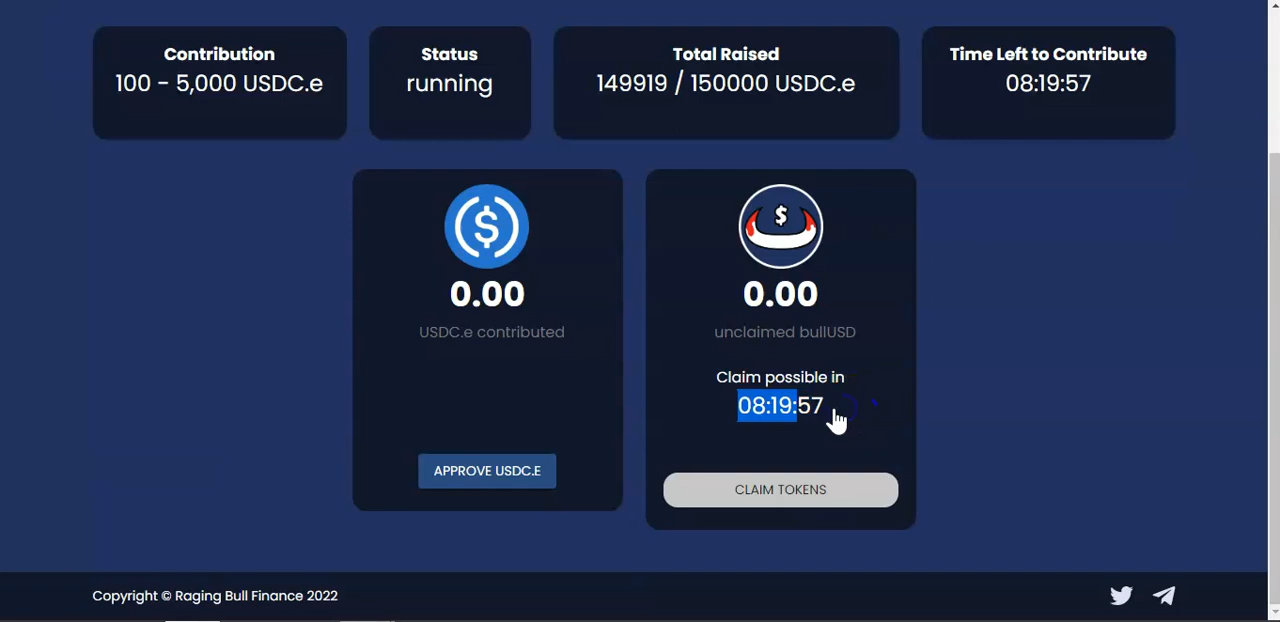 Contribution
100 - 5,000 USDC.e
Status
running
Total Raised
149919 / 150000 USDC.e
Time Left to Contribute
08:19:57
$
0.00
USDC.e contributed
APPROVE USDC.E
$
0.00
unclaimed bullUSD
Claim possible in
08:19:57
CLAIM TOKENS
Copyright © Raging Bull Finance 2022